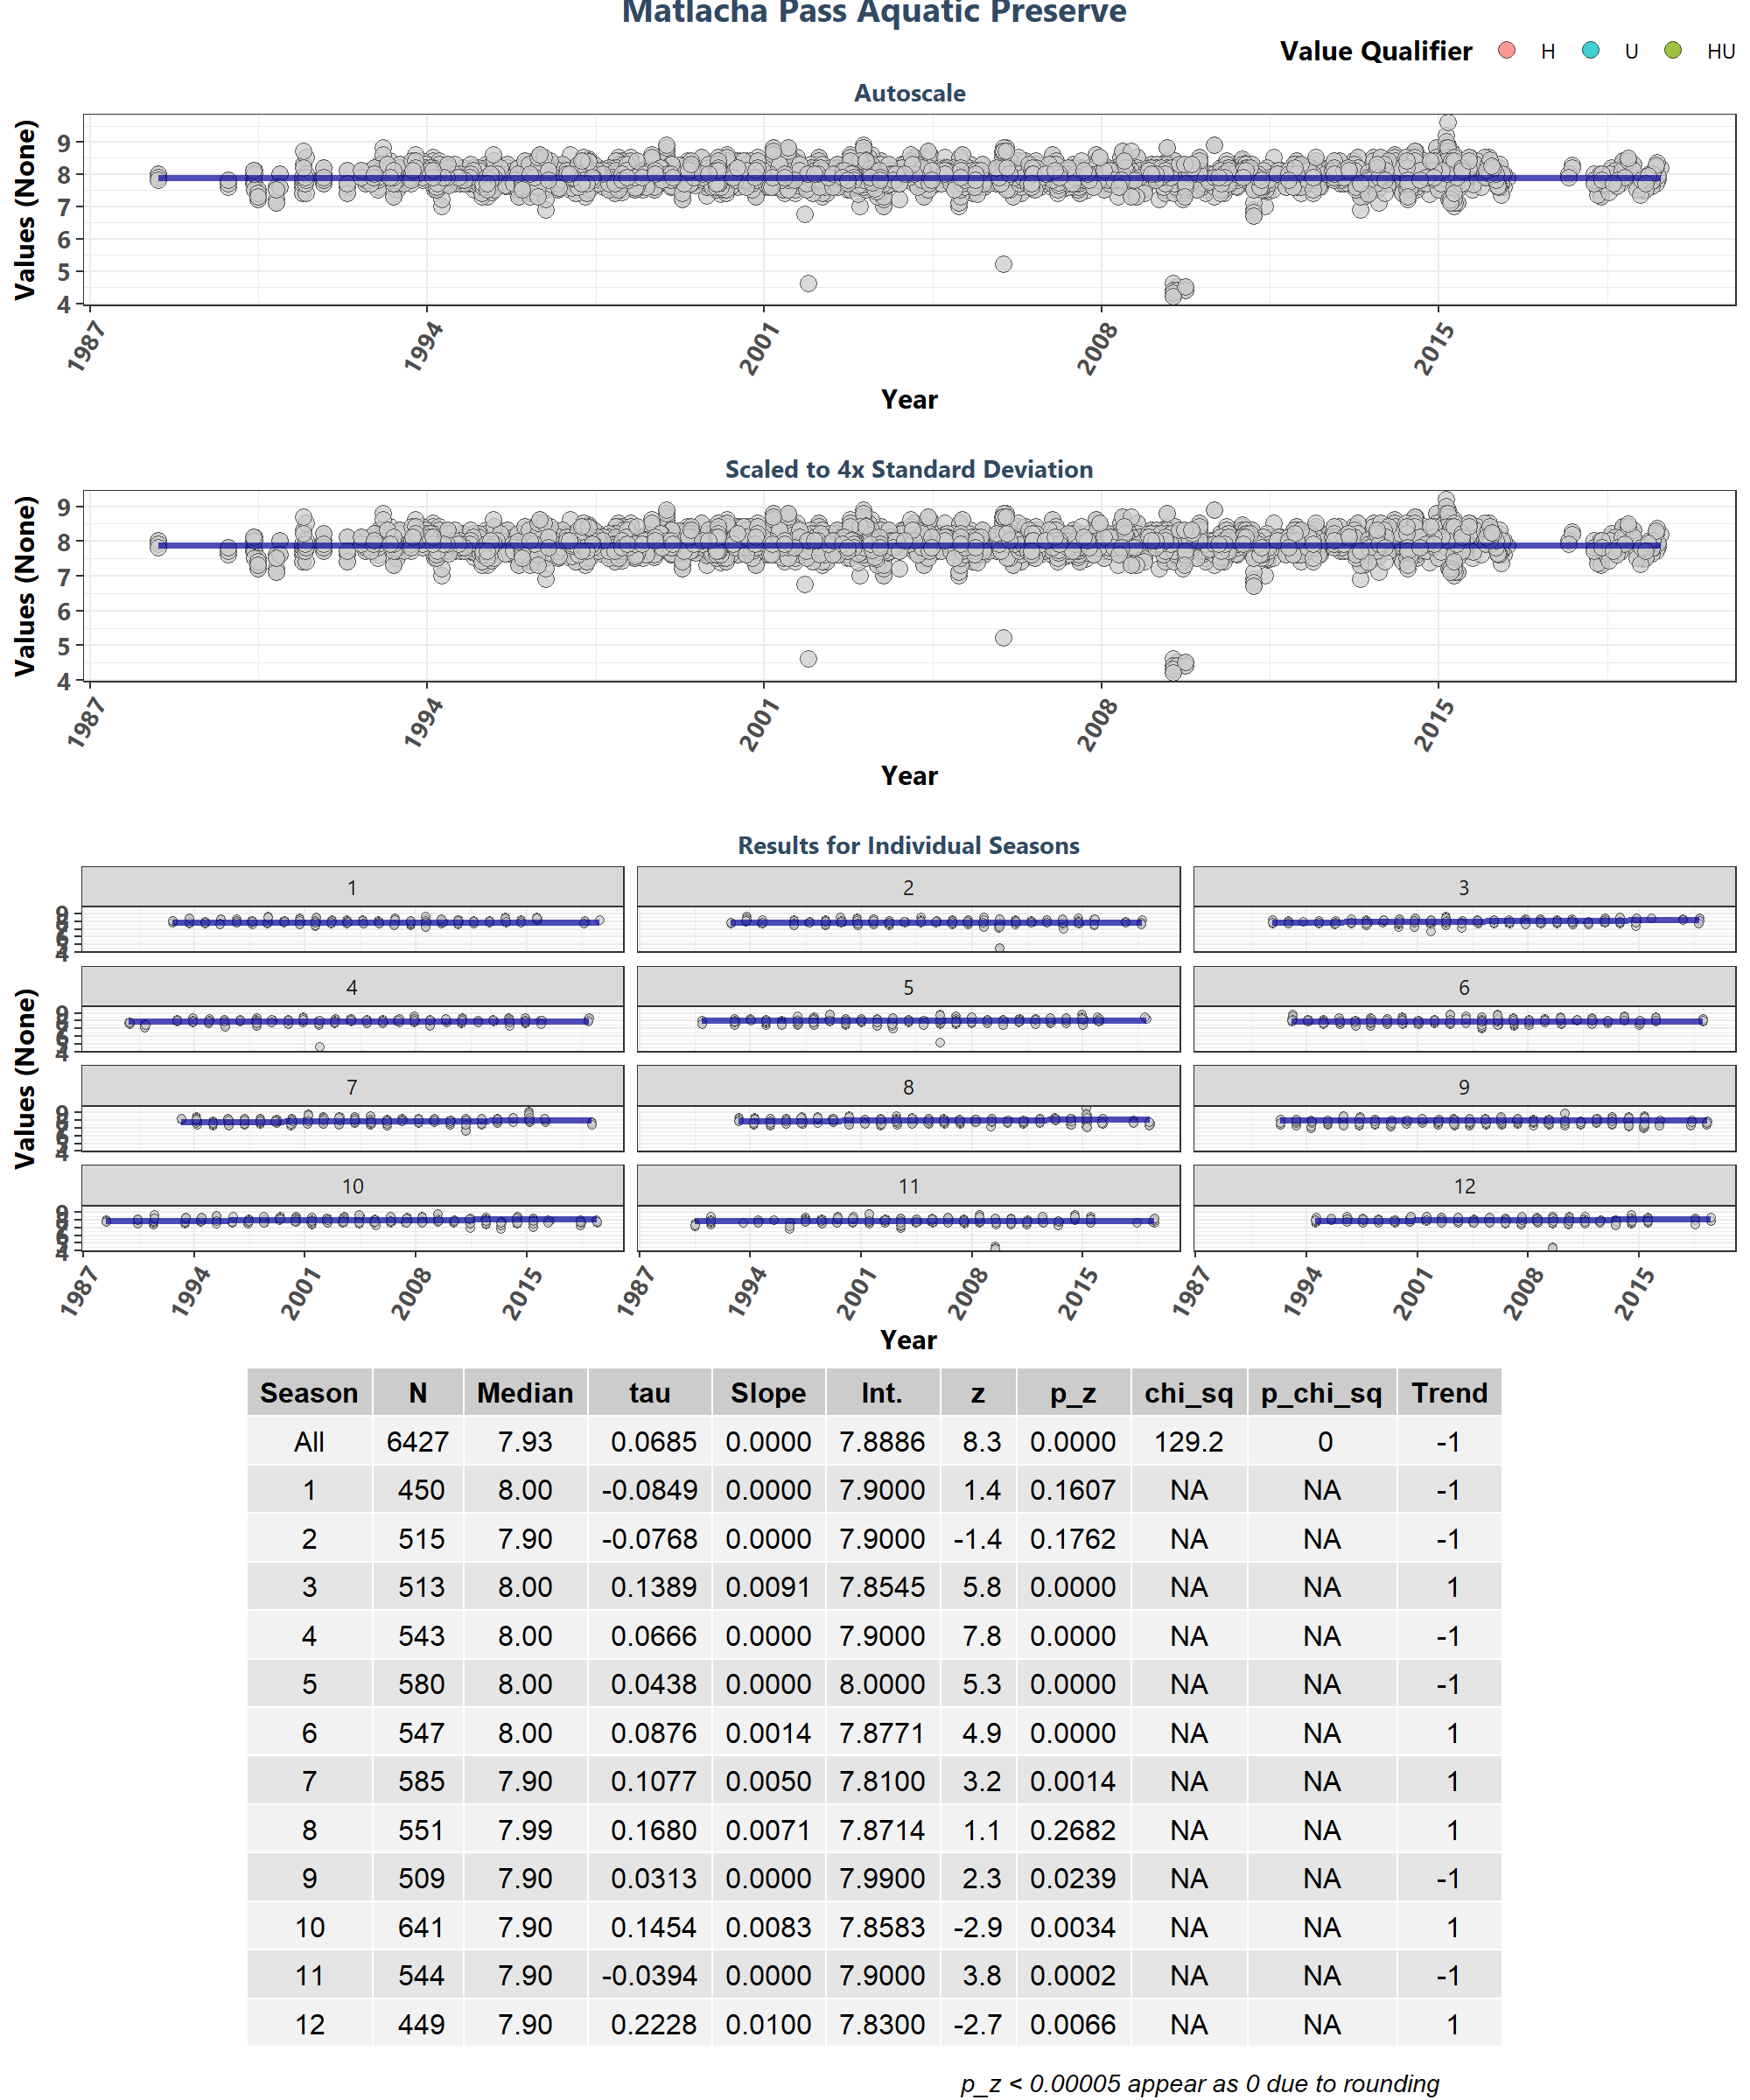 Matlacha Pass Aquatic Preserve
Value Qualifier H U HU
Autoscale
Values (None)
9
8
7
6
5
4
1987 1994 2001 2008 2015
Year
Scaled to 4x Standard Deviation
Values (None)
9
8
7
6
5
4
1987 1994 2001 2008 2015
Year
Results for Individual Seasons
Values (None)
1 2 3
4 5 6
7 8 9
10 11 12
1987 1994 2001 2008 2015 1987 1994 2001 2008 2015 1987 1994 2001 2008 2015
Year
Season N Median tau Slope Int. z p_z chi_sq p_chi_sq Trend
All 6427 7.93 0.0685 0.0000 7.8886 8.3 0.0000 129.2 0 -1
1 450 8.00 -0.0849 0.0000 7.9000 1.4 0.1607 NA NA -1
2 515 7.90 -0.0768 0.0000 7.9000 -1.4 0.1762 NA NA -1
3 513 8.00 0.1389 0.0091 7.8545 5.8 0.0000 NA NA 1
4 543 8.00 0.0666 0.0000 7.9000 7.8 0.0000 NA NA -1
5 580 8.00 0.0438 0.0000 8.0000 5.3 0.0000 NA NA -1
6 547 8.00 0.0876 0.0014 7.8771 4.9 0.0000 NA NA 1
7 585 7.90 0.1077 0.0050 7.8100 3.2 0.0014 NA NA 1
8 551 7.99 0.1680 0.0071 7.8714 1.1 0.2682 NA NA 1
9 509 7.90 0.0313 0.0000 7.9900 2.3 0.0239 NA NA -1
10 641 7.90 0.1454 0.0083 7.8583 -2.9 0.0034 NA NA 1
11 544 7.90 -0.0394 0.0000 7.9000 3.8 0.0002 NA NA -1
12 449 7.90 0.2228 0.0100 7.8300 -2.7 0.0066 NA NA 1
p_z < 0.00005 appear as 0 due to rounding